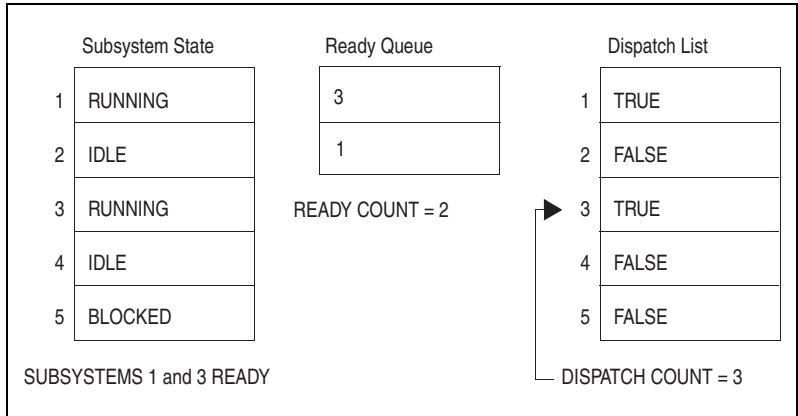 Subsystem State
1 RUNNING
2 IDLE
3 RUNNING
4 IDLE
5 BLOCKED
SUBSYSTEMS 1 and 3 READY
Ready Queue
3
1
READY COUNT = 2
Dispatch List
1 TRUE
2 FALSE
3 TRUE
4 FALSE
5 FALSE
DISPATCH COUNT = 3